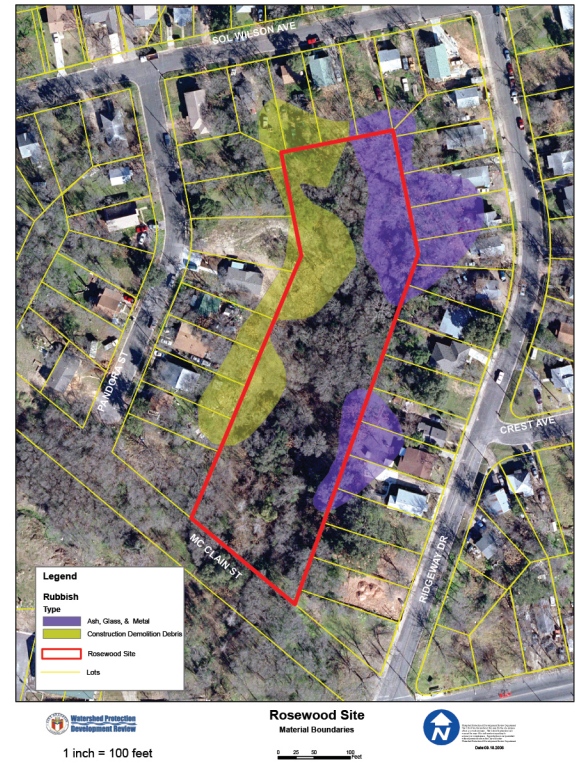 SOL WILSON AVE
PANDORA ST
CREST AVE
MC CLAIN ST
RIDGEWAY DR
Legend
Rubbish
Type
Ash, Glass, & Metal
Construction Demolition Debris
Rosewood Site
Lots
Watershed Protection
Development Review
1 inch = 100 feet
Rosewood Site
Material Boundaries
100 50 0 100
Feet
N